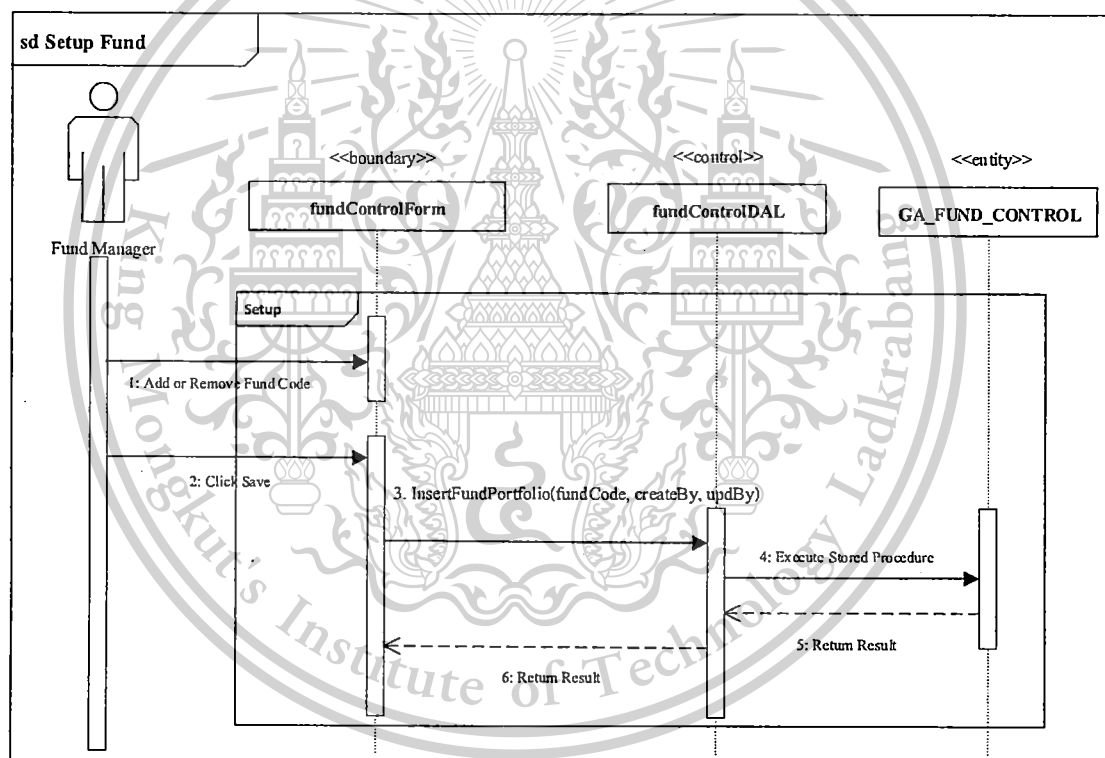 sd Setup Fund
<<boundary>>
<<control>>
<<entity>>
fundControlForm
fundControlDAL
GA_FUND_CONTROL
Fund Manager
Setup
1: Add or Remove Fund Code
2: Click Save
3. InsertFundPortfolio(fundCode, createBy, updBy)
4: Execute Stored Procedure
5: Return Result
6: Return Result
King Mongkut's Institute of Technology Ladkrabang